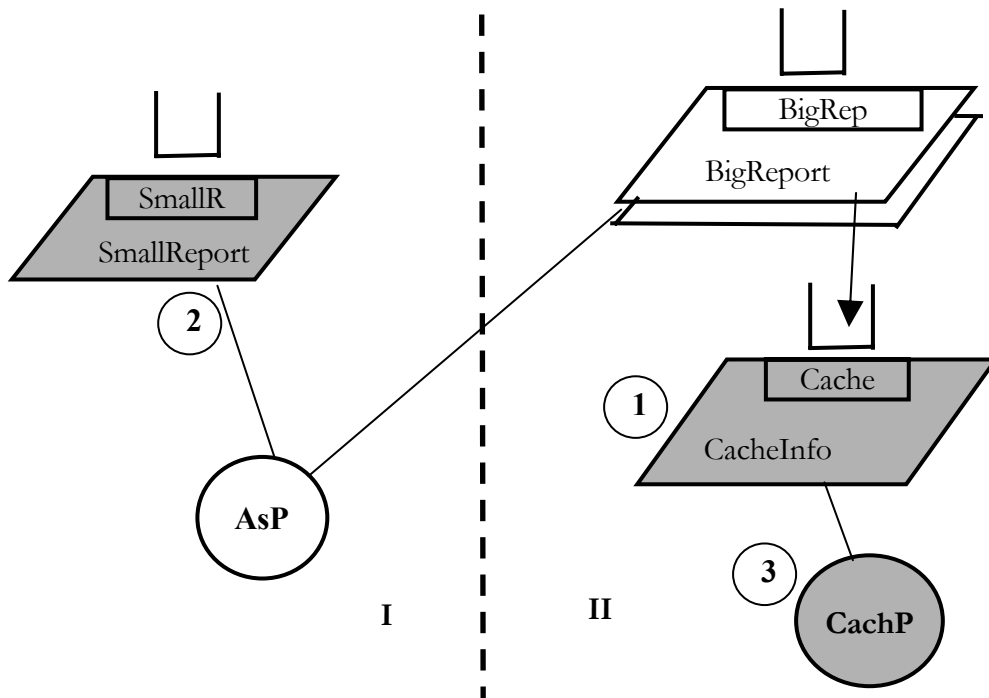 BigRep
BigReport
SmallR
SmallReport
2
Cache
1
CacheInfo
AsP
3
I
II
CachP